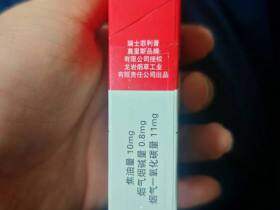 瑞士菲利普
莫里斯品牌
有限公司授权
龙岩烟草工业
有限责任公司出品
焦油量 10mg
烟气烟碱量 0.8mg
烟气一氧化碳量 11mg